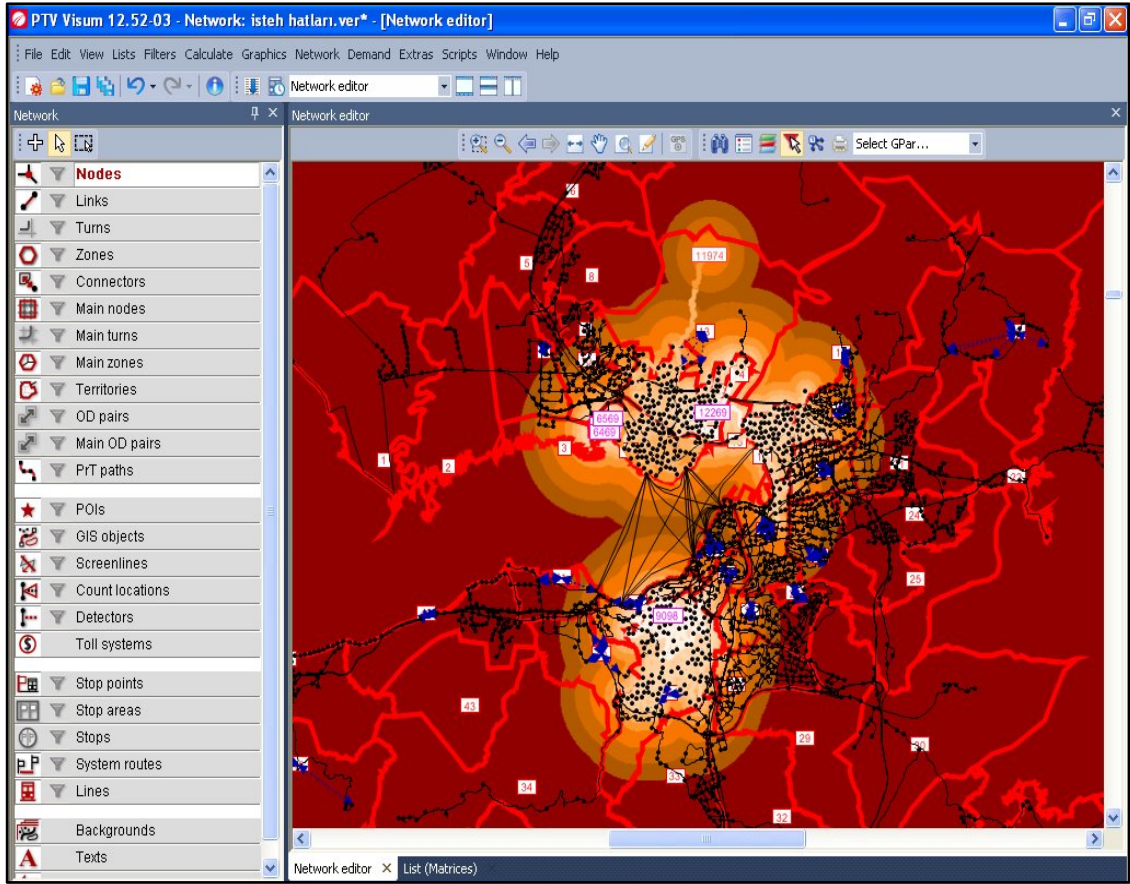 PTV Visum 12.52-03 - Network: isteh hatları.ver* - [Network editor]
File Edit View Lists Filters Calculate Graphics Network Demand Extras Scripts Window Help
Network editor
Network
Network editor
GPS
Select GPar...
Nodes
Links
Turns
Zones
Connectors
Main nodes
Main turns
Main zones
Territories
OD pairs
Main OD pairs
PrT paths
POIs
GIS objects
Screenlines
Count locations
Detectors
Toll systems
Stop points
Stop areas
Stops
System routes
Lines
Backgrounds
Texts
11974
5
8
13
12269
6569
6469
3
1
2
24
25
9098
43
29
30
33
34
32
Network editor
List (Matrices)